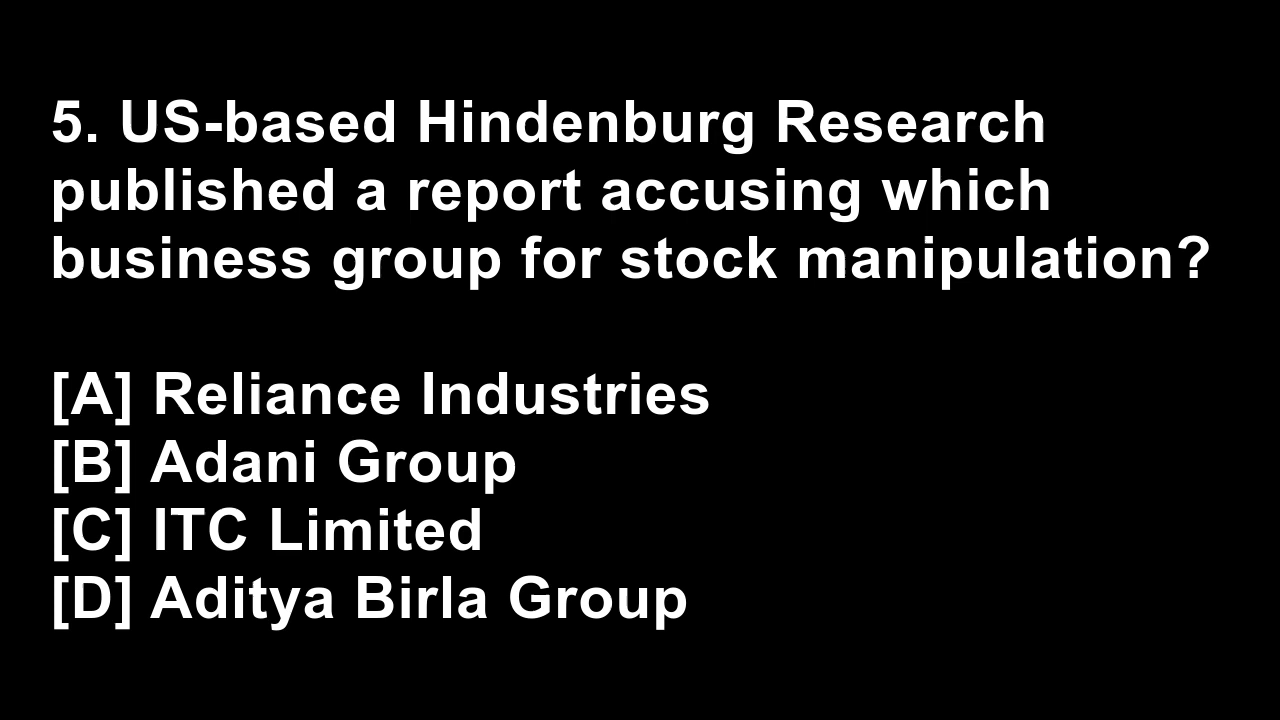 5. US-based Hindenburg Research
published a report accusing which
business group for stock manipulation?
[A] Reliance Industries
[B] Adani Group
[C] ITC Limited
[D] Aditya Birla Group